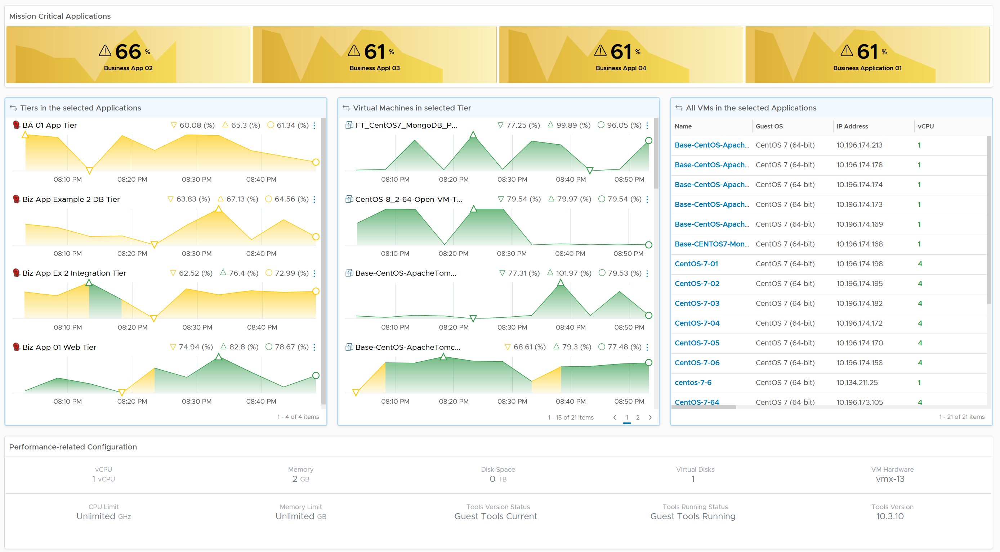 Mission Critical Applications
66 %
Business App 02
61 %
Business Appl 03
61 %
Business Appl 04
61 %
Business Application 01
Tiers in the selected Applications
BA 01 App Tier 60.08 (%) 65.3 (%) 61.34 (%)
08:10 PM 08:20 PM 08:30 PM 08:40 PM
Biz App Example 2 DB Tier 63.83 (%) 67.13 (%) 64.56 (%)
08:10 PM 08:20 PM 08:30 PM 08:40 PM
Biz App Ex 2 Integration Tier 62.52 (%) 76.4 (%) 72.99 (%)
08:10 PM 08:20 PM 08:30 PM 08:40 PM
Biz App 01 Web Tier 74.94 (%) 82.8 (%) 78.67 (%)
08:10 PM 08:20 PM 08:30 PM 08:40 PM
1 - 4 of 4 items
Virtual Machines in selected Tier
FT_CentOS7_MongoDB_P... 77.25 (%) 99.89 (%) 96.05 (%)
08:10 PM 08:20 PM 08:30 PM 08:40 PM 08:50 PM
CentOS-8_2-64-Open-VM-T... 79.54 (%) 79.97 (%) 79.54 (%)
08:10 PM 08:20 PM 08:30 PM 08:40 PM 08:50 PM
Base-CentOS-ApacheTom... 77.31 (%) 101.97 (%) 79.53 (%)
08:10 PM 08:20 PM 08:30 PM 08:40 PM 08:50 PM
Base-CentOS-ApacheTomc... 68.61 (%) 79.3 (%) 77.48 (%)
08:10 PM 08:20 PM 08:30 PM 08:40 PM 08:50 PM
1 - 15 of 21 items 1 2
All VMs in the selected Applications
Name Guest OS IP Address vCPU
Base-CentOS-Apach... CentOS 7 (64-bit) 10.196.174.213 1
Base-CentOS-Apach... CentOS 7 (64-bit) 10.196.174.178 1
Base-CentOS-Apach... CentOS 7 (64-bit) 10.196.174.174 1
Base-CentOS-Apach... CentOS 7 (64-bit) 10.196.174.173 1
Base-CentOS-Apach... CentOS 7 (64-bit) 10.196.174.169 1
Base-CENTOS7-Mon... CentOS 7 (64-bit) 10.196.174.168 1
CentOS-7-01 CentOS 7 (64-bit) 10.196.174.198 4
CentOS-7-02 CentOS 7 (64-bit) 10.196.174.195 4
CentOS-7-03 CentOS 7 (64-bit) 10.196.174.182 4
CentOS-7-04 CentOS 7 (64-bit) 10.196.174.172 4
CentOS-7-05 CentOS 7 (64-bit) 10.196.174.170 4
CentOS-7-06 CentOS 7 (64-bit) 10.196.174.158 4
centos-7-6 CentOS 7 (64-bit) 10.134.211.25 1
CentOS-7-64 CentOS 7 (64-bit) 10.196.173.105 4
1 - 21 of 21 items
Performance-related Configuration
vCPU
1 vCPU
Memory
2 GB
Disk Space
0 TB
Virtual Disks
1
VM Hardware
vmx-13
CPU Limit
Unlimited GHz
Memory Limit
Unlimited GB
Tools Version Status
Guest Tools Current
Tools Running Status
Guest Tools Running
Tools Version
10.3.10